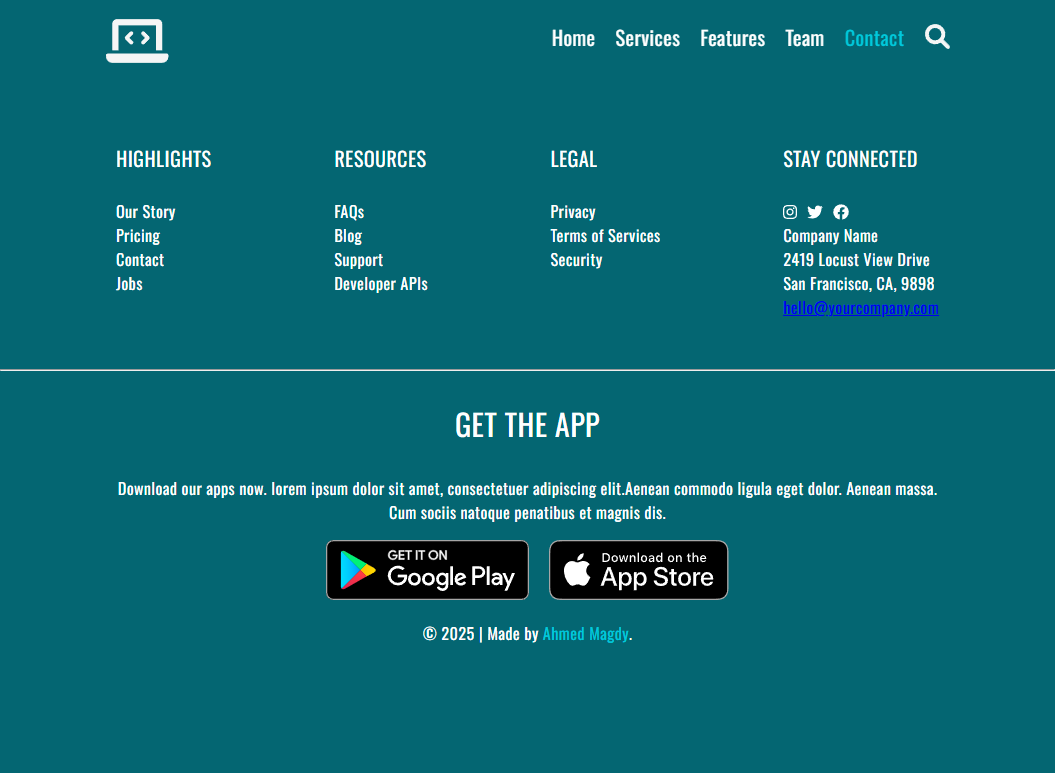 Home Services Features Team Contact
HIGHLIGHTS
Our Story
Pricing
Contact
Jobs
RESOURCES
FAQs
Blog
Support
Developer APIs
LEGAL
Privacy
Terms of Services
Security
STAY CONNECTED
Company Name
2419 Locust View Drive
San Francisco, CA, 9898
hello@yourcompany.com
GET THE APP
Download our apps now. lorem ipsum dolor sit amet, consectetuer adipiscing elit.Aenean commodo ligula eget dolor. Aenean massa.
Cum sociis natoque penatibus et magnis dis.
GET IT ON
Google Play
Download on the
App Store
© 2025 | Made by Ahmed Magdy.